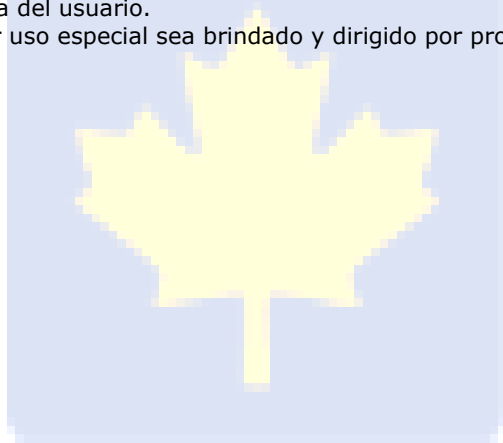 a del usuario.
r uso especial sea brindado y dirigido por pro